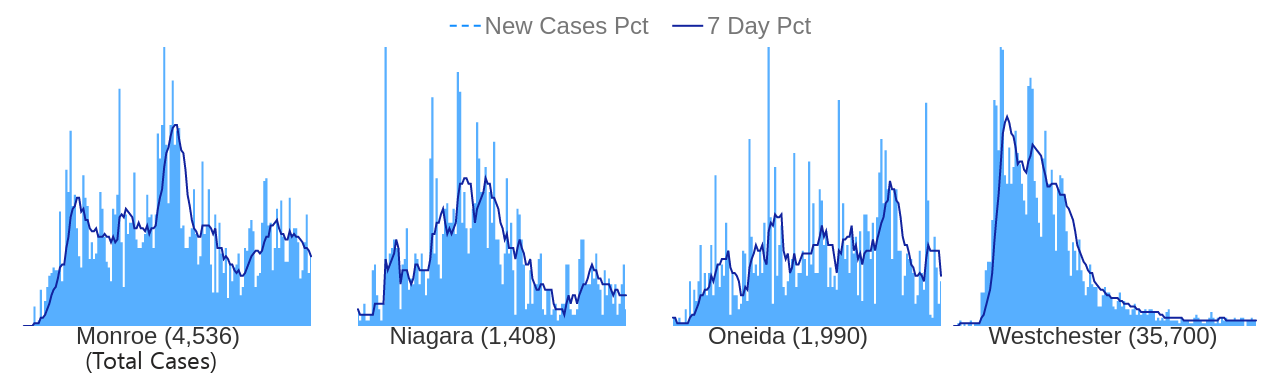 New Cases Pct 7 Day Pct
Monroe (4,536) Niagara (1,408) Oneida (1,990) Westchester (35,700)
(Total Cases)